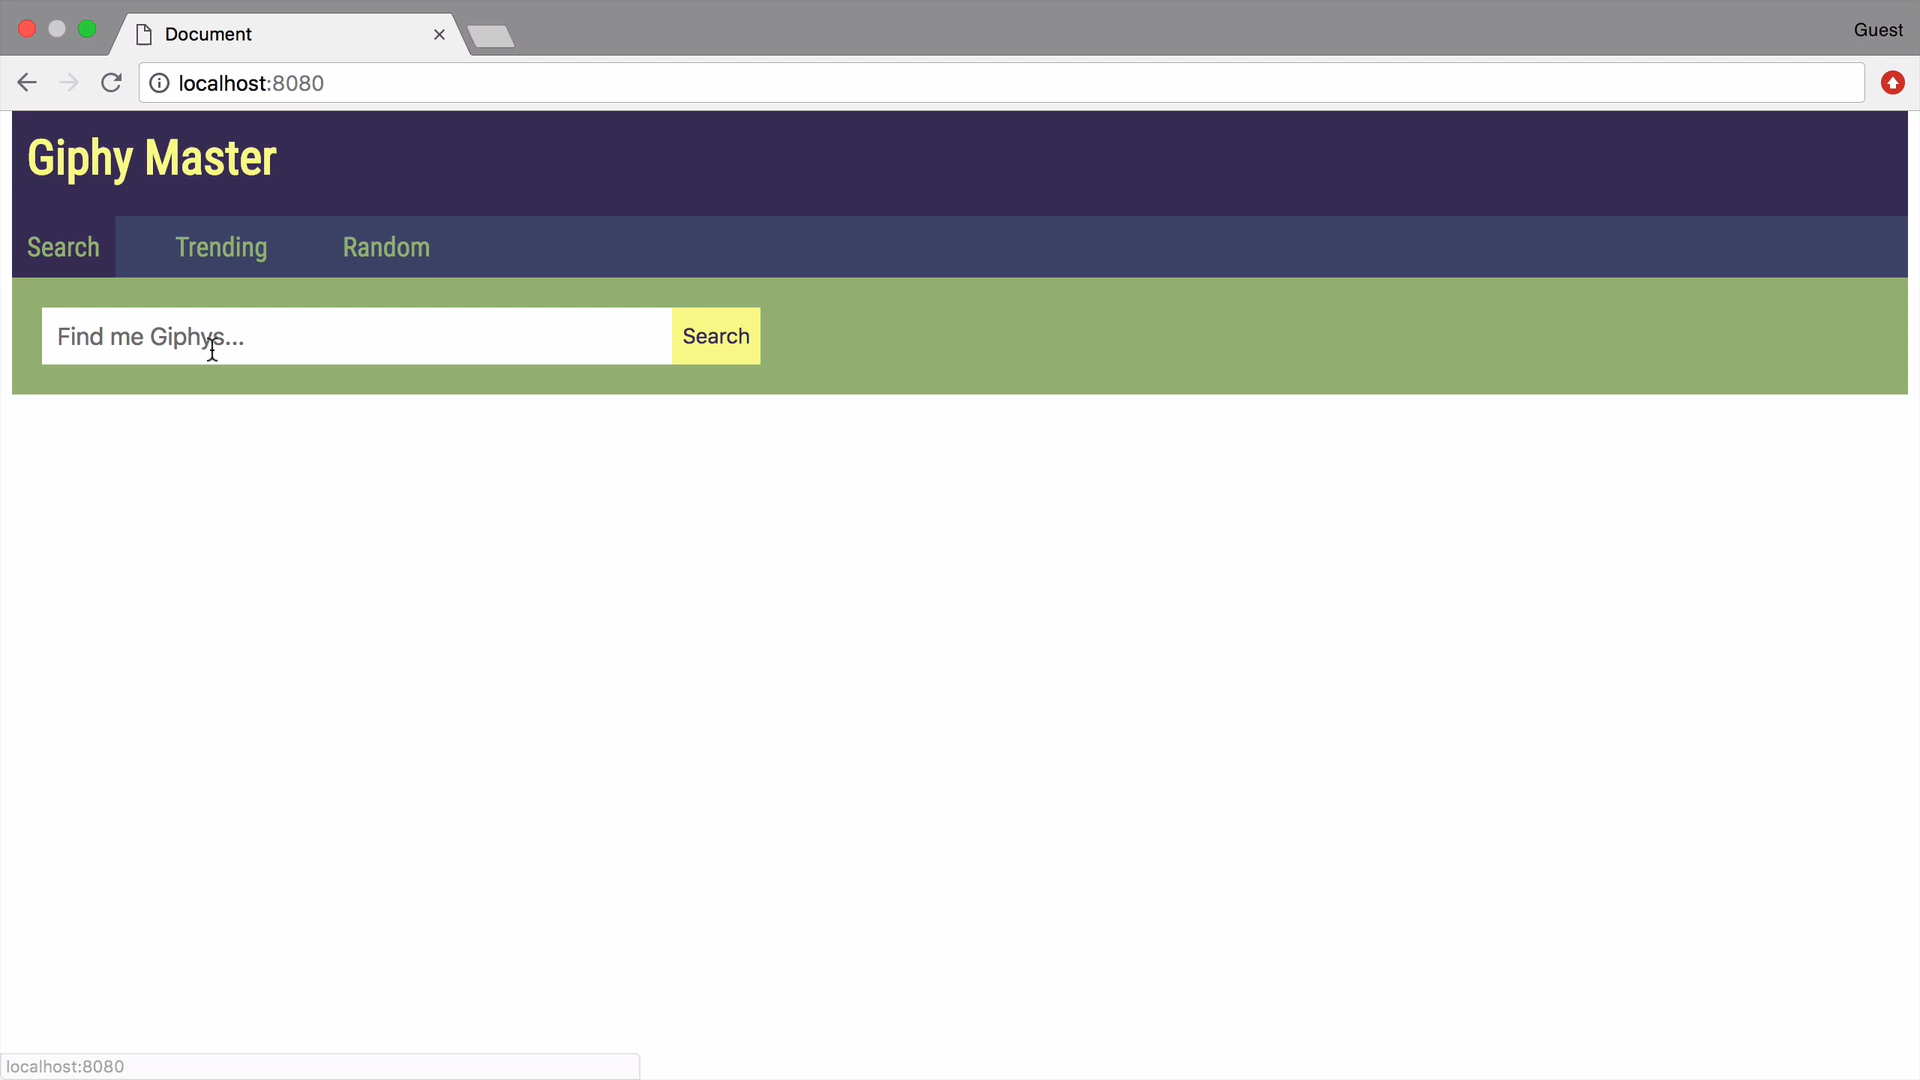 Document
Guest
localhost:8080
Giphy Master
Search
Trending
Random
Find me Giphys...
Search
localhost:8080